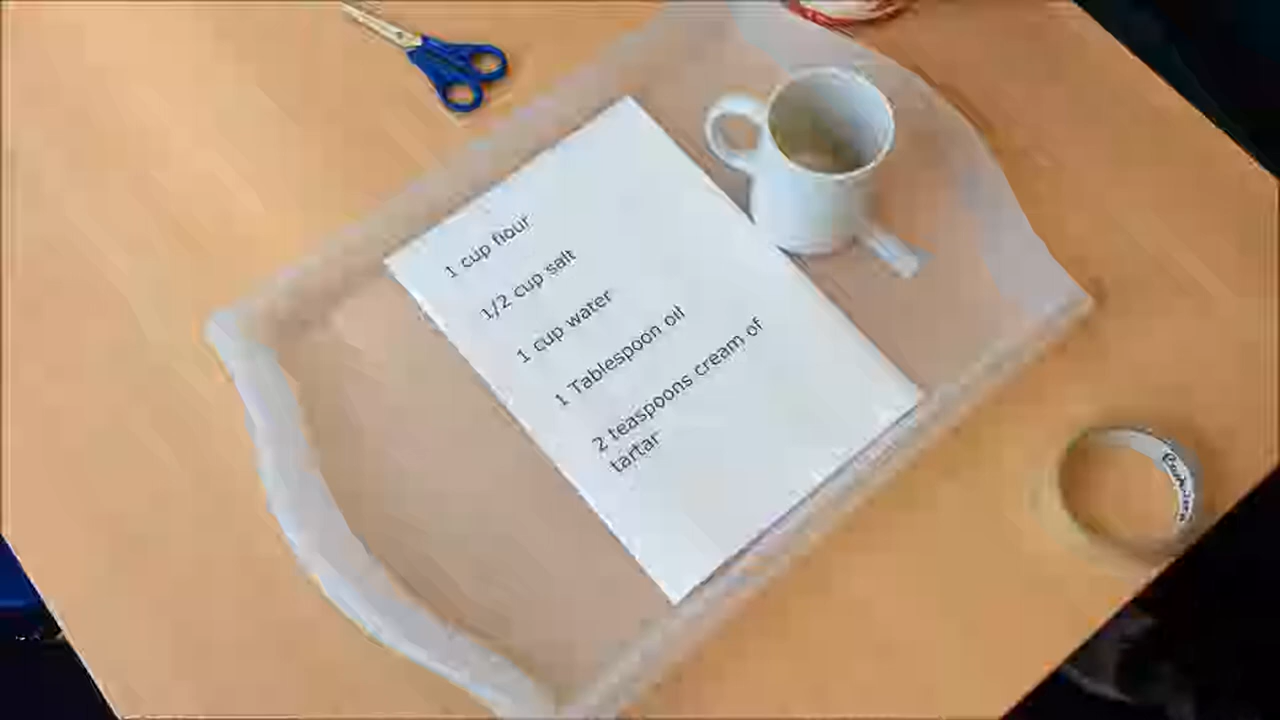 1 cup flour
1/2 cup salt
1 cup water
1 Tablespoon oil
2 teaspoons cream of
tartar